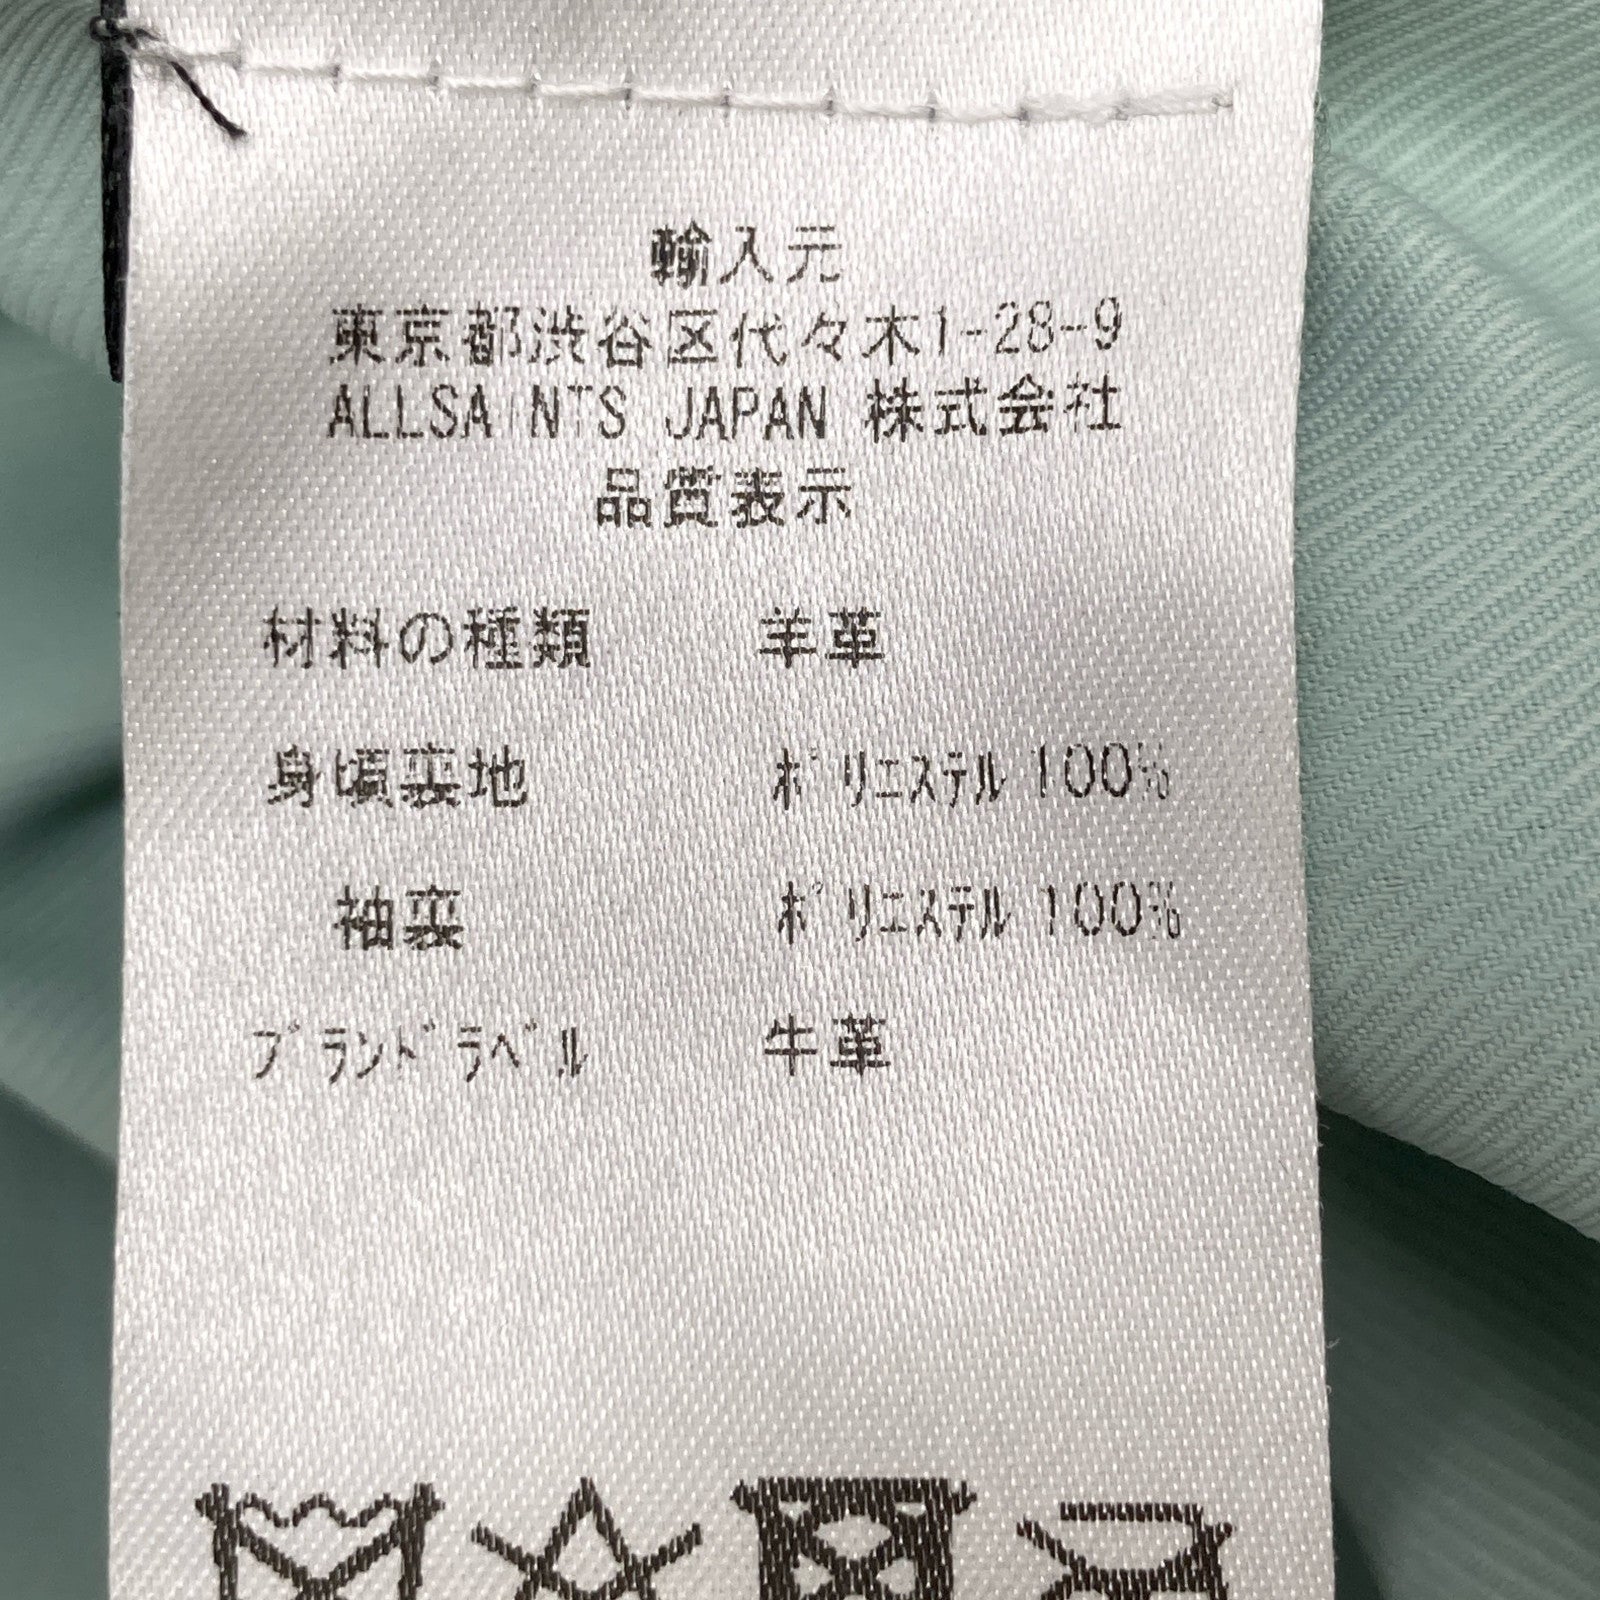 輸入元
東京都渋谷区代々木1-28-9
ALLSAINTS JAPAN 株式会社
品質表示
材料の種類 羊革
身頃裏地 ﾎﾟﾘｴｽﾃﾙ 100%
袖裏 ﾎﾟﾘｴｽﾃﾙ 100%
ﾌﾞﾗﾝﾄﾞﾗﾍﾞﾙ 牛革